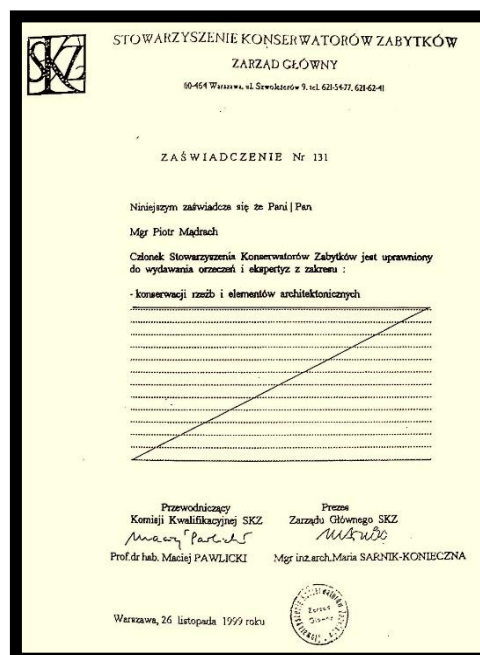 SKZ
STOWARZYSZENIE KONSERWATORÓW ZABYTKÓW
ZARZĄD GŁÓWNY
00-464 Warszawa, ul. Szwoleżerów 9, tel. 621-54-77, 621-62-41
ZAŚWIADCZENIE Nr 131
Niniejszym zaświadcza się że Pani | Pan
Mgr Piotr Mądrach
Członek Stowarzyszenia Konserwatorów Zabytków jest uprawniony
do wydawania orzeczeń i ekspertyz z zakresu :
- konserwacji rzeźb i elementów architektonicznych
Przewodniczący
Komisji Kwalifikacyjnej SKZ
Prof.dr hab. Maciej PAWLICKI
Prezes
Zarządu Głównego SKZ
Mgr inż.arch.Maria SARNIK-KONIECZNA
Warszawa, 26 listopada 1999 roku
Zarząd
Główny